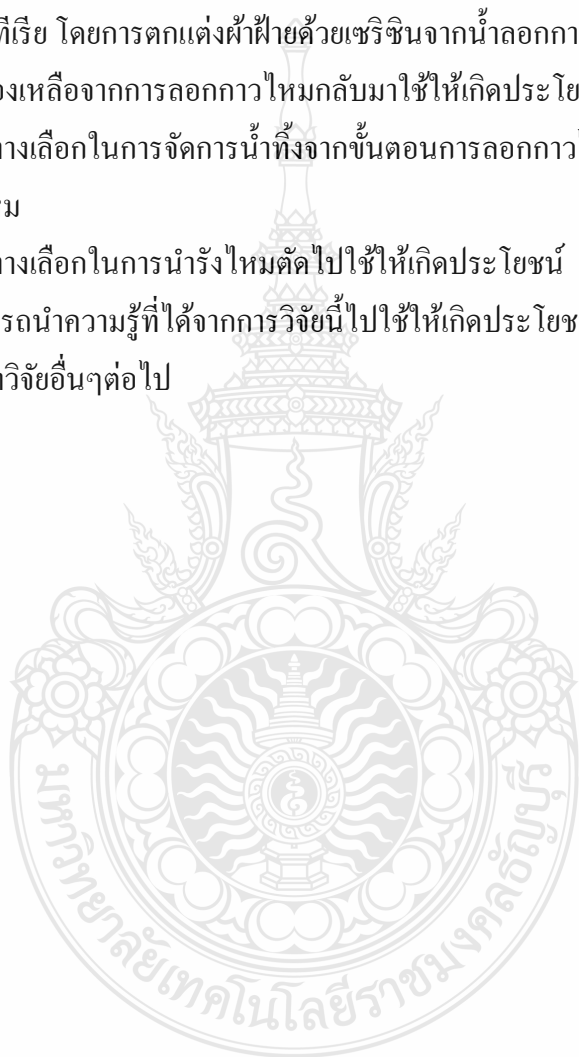 ทีเรีย โดยการตกแต่งผ้าฝ้ายด้วยเซริซินจากน้ำลอกกา
องเหลือจากการลอกกาวไหมกลับมาใช้ให้เกิดประโย
างเลือกในการจัดการน้ำทิ้งจากขั้นตอนการลอกกาว
รม
างเลือกในการนำรังไหมตัดไปใช้ให้เกิดประโยชน์
รถนำความรู้ที่ได้จากการวิจัยนี้ไปใช้ให้เกิดประโยช
วิจัยอื่นๆต่อไป
มหาวิทยาลัยเทคโนโลยีราชมงคลธัญบุรี